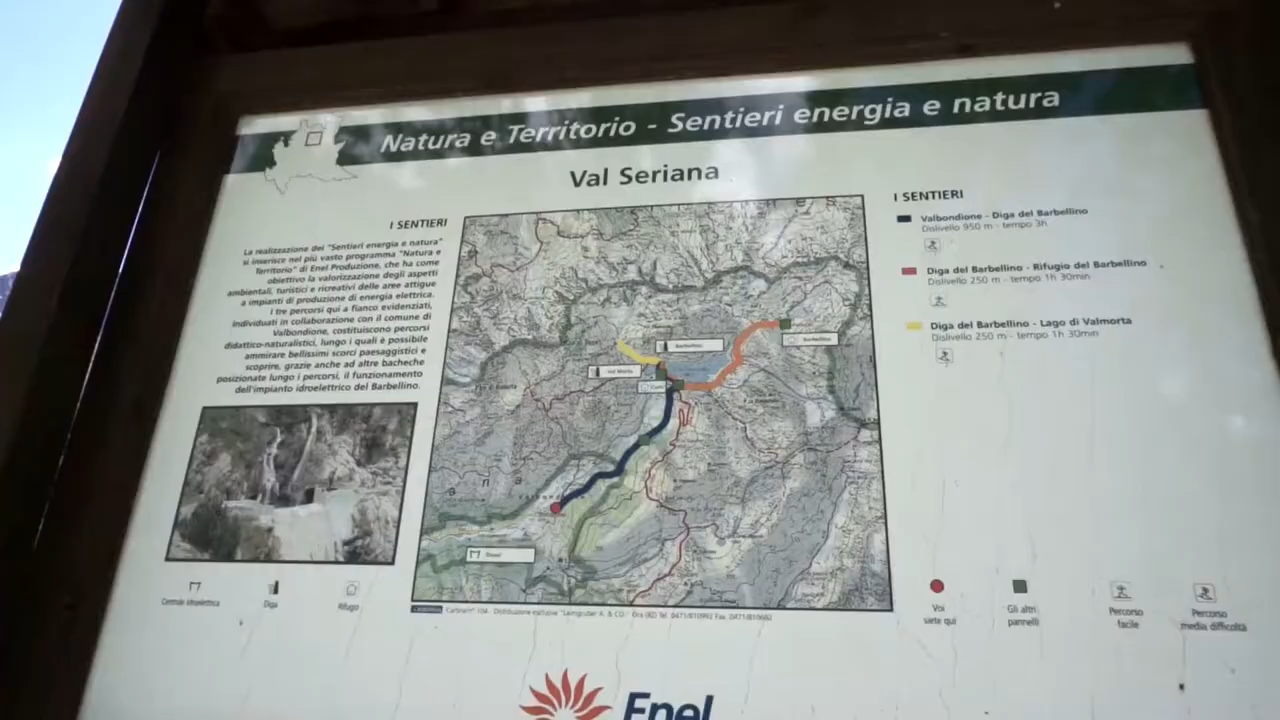 Natura e Territorio - Sentieri energia e natura
Val Seriana
I SENTIERI
La realizzazione dei "Sentieri energia e natura"
si inserisce nel più vasto programma "Natura e
Territorio" di Enel Produzione, che ha come
obiettivo la valorizzazione degli aspetti
ambientali, turistici e ricreativi delle aree attigue
a impianti di produzione di energia elettrica.
I tre percorsi qui a fianco evidenziati,
individuati in collaborazione con il comune di
Valbondione, costituiscono percorsi
didattico-naturalistici, lungo i quali è possibile
ammirare bellissimi scorci paesaggistici e
scoprire, grazie anche ad altre bacheche
posizionate lungo i percorsi, il funzionamento
dell'impianto idroelettrico del Barbellino.
Centrale idroelettrica
Diga
Rifugio
Barbellino
Barbellino
Val Morta
Curò
a n a
I SENTIERI
Valbondione - Diga del Barbellino
Dislivello 950 m - tempo 3h
Diga del Barbellino - Rifugio del Barbellino
Dislivello 250 m - tempo 1h 30min
Diga del Barbellino - Lago di Valmorta
Dislivello 250 m - tempo 1h 30min
Voi
siete qui
Gli altri
pannelli
Percorso
facile
Percorso
media difficoltà
Enel